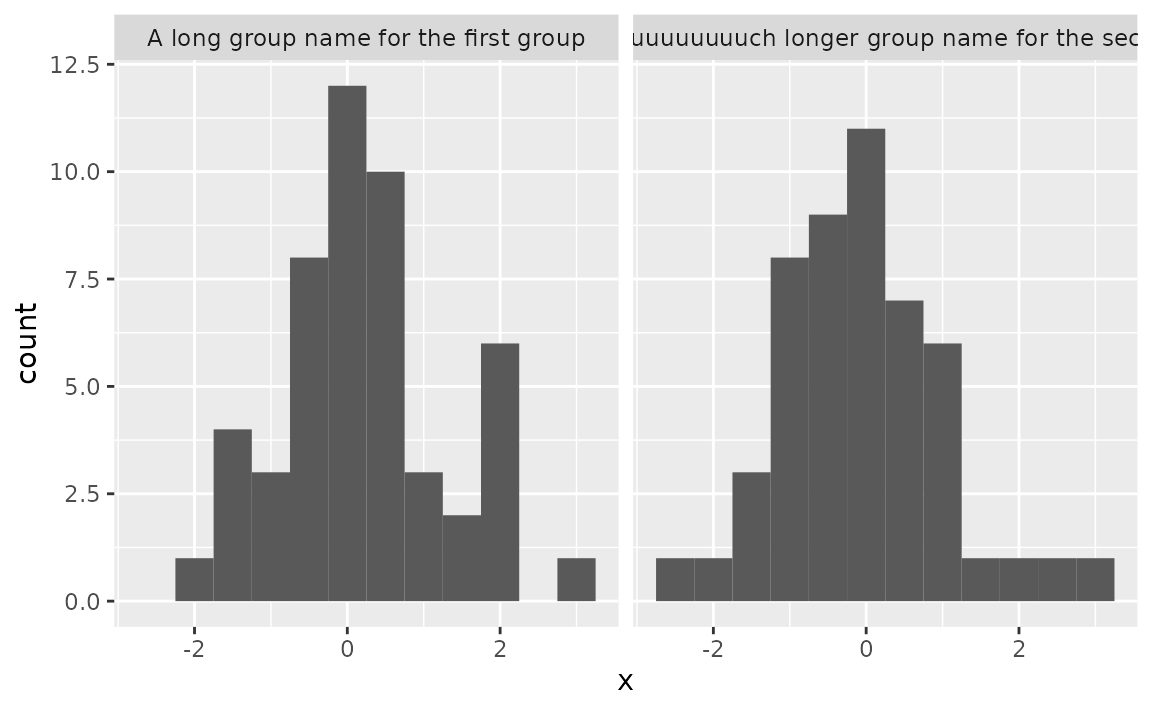 A long group name for the first group
uuuuuuuuch longer group name for the sec
12.5
10.0
7.5
5.0
2.5
0.0
count
-2 0 2
-2 0 2
x